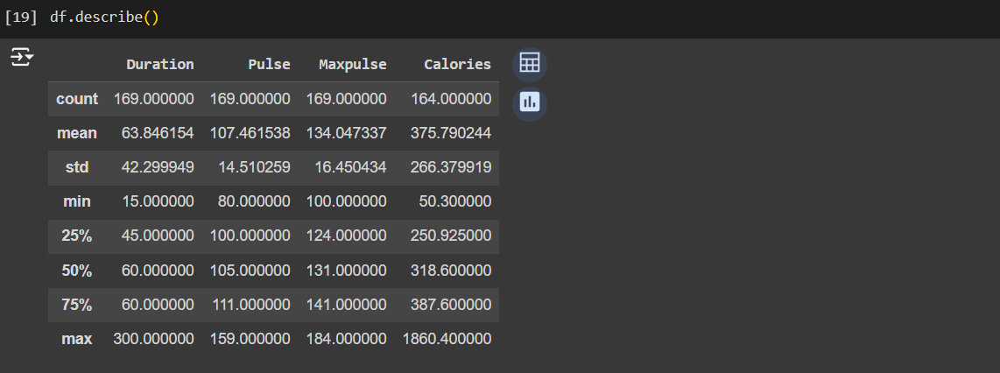 [19] df.describe()
Duration Pulse Maxpulse Calories
count 169.000000 169.000000 169.000000 164.000000
mean 63.846154 107.461538 134.047337 375.790244
std 42.299949 14.510259 16.450434 266.379919
min 15.000000 80.000000 100.000000 50.300000
25% 45.000000 100.000000 124.000000 250.925000
50% 60.000000 105.000000 131.000000 318.600000
75% 60.000000 111.000000 141.000000 387.600000
max 300.000000 159.000000 184.000000 1860.400000